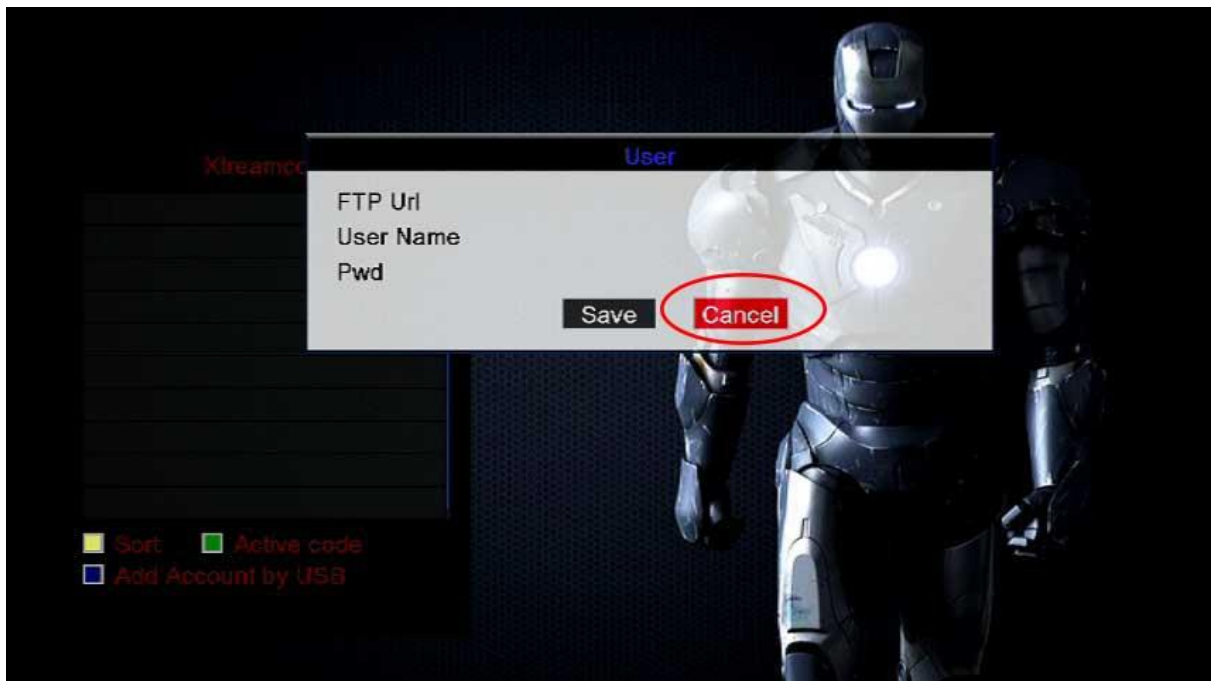 User
FTP Url
User Name
Pwd
Save Cancel
Sort Active code
Add Account by USB